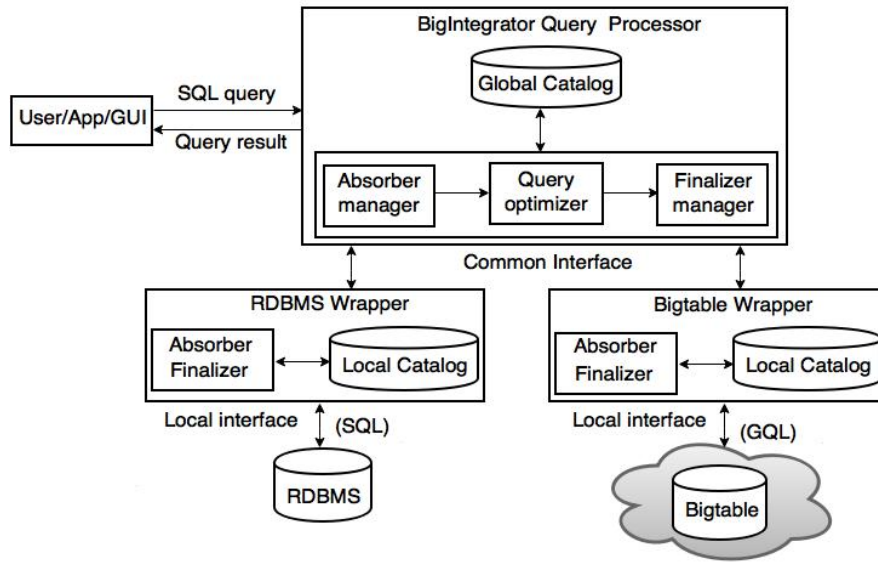 BigIntegrator Query Processor
Global Catalog
SQL query
User/App/GUI
Query result
Absorber
manager
Query
optimizer
Finalizer
manager
Common Interface
RDBMS Wrapper
Absorber
Finalizer
Local Catalog
Bigtable Wrapper
Absorber
Finalizer
Local Catalog
Local interface
(SQL)
Local interface
(GQL)
RDBMS
Bigtable